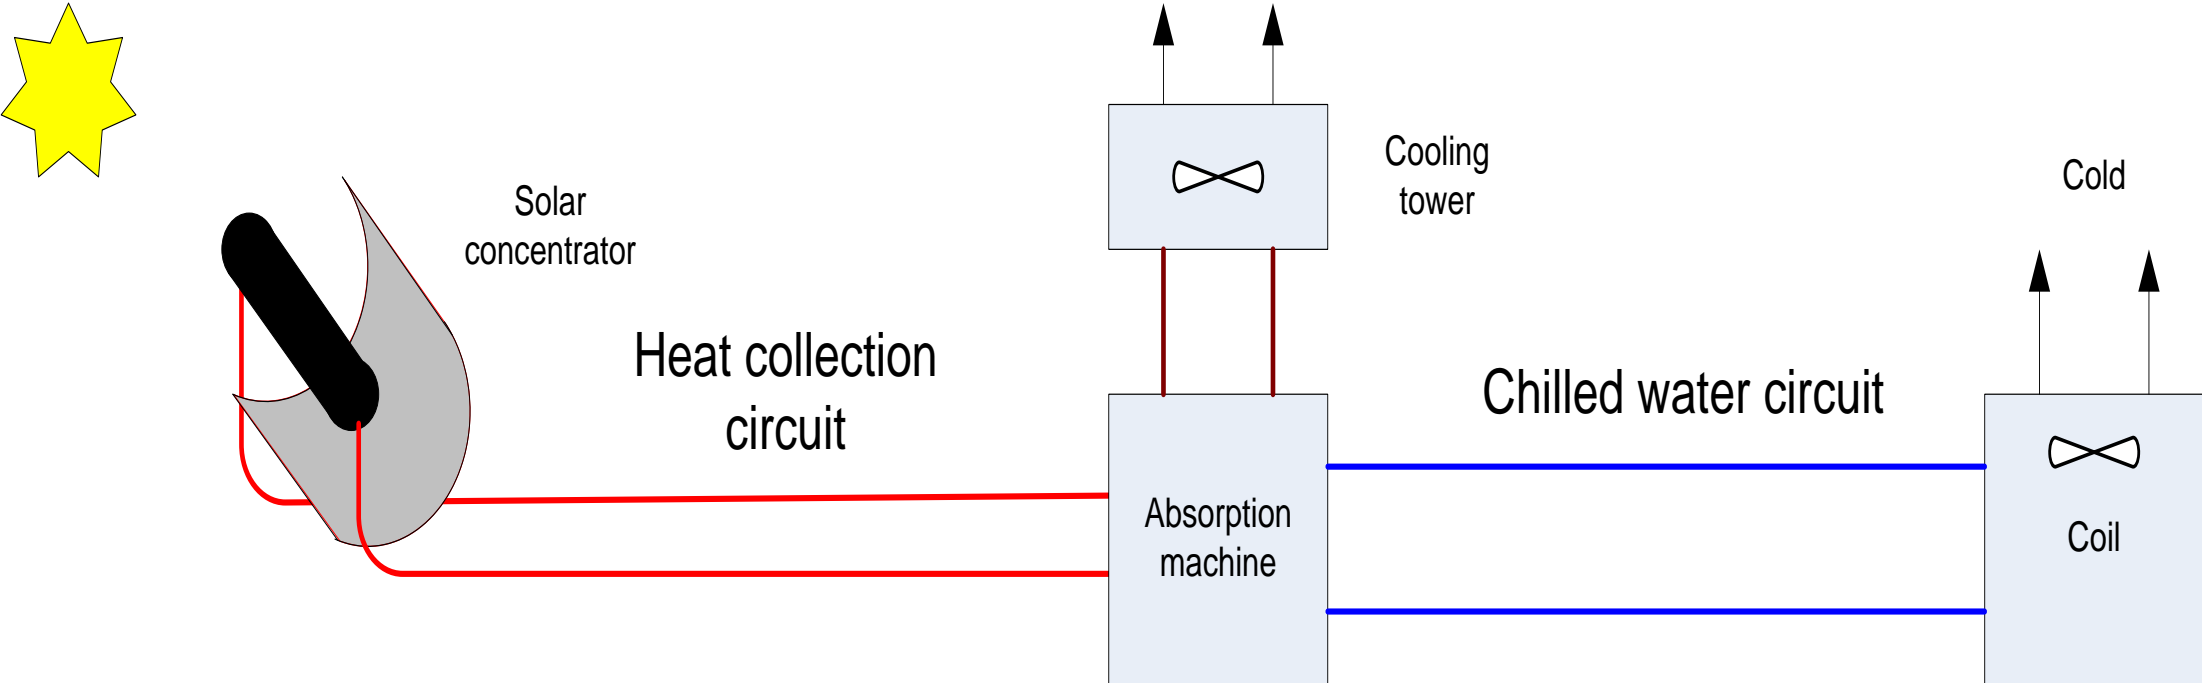 Solar
concentrator
Heat collection
circuit
Cooling
tower
Absorption
machine
Chilled water circuit
Cold
Coil